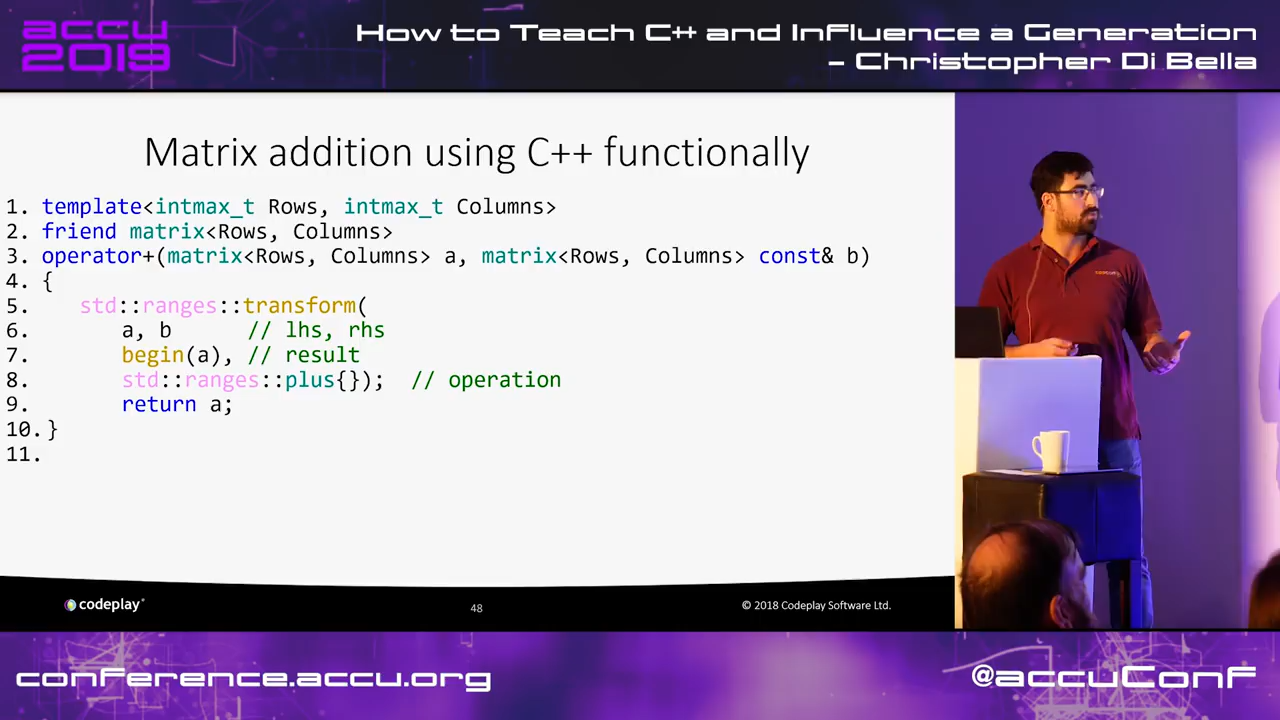 accu
2019
How to Teach C++ and Influence a Generation
– Christopher Di Bella
Matrix addition using C++ functionally
1. template<intmax_t Rows, intmax_t Columns>
2. friend matrix<Rows, Columns>
3. operator+(matrix<Rows, Columns> a, matrix<Rows, Columns> const& b)
4. {
5. std::ranges::transform(
6. a, b // lhs, rhs
7. begin(a), // result
8. std::ranges::plus{}); // operation
9. return a;
10. }
11.
codeplay
48
© 2018 Codeplay Software Ltd.
conference.accu.org
@accuConf